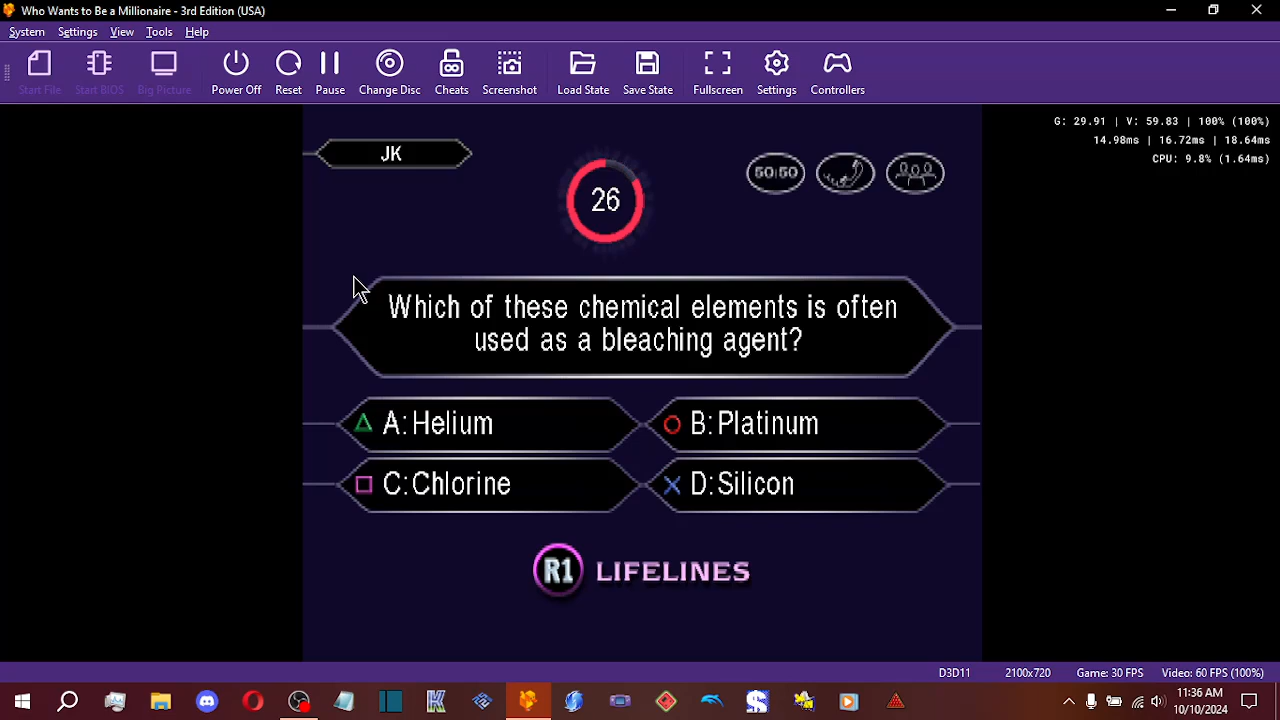 Who Wants to Be a Millionaire - 3rd Edition (USA)
System Settings View Tools Help
Start File Start BIOS Big Picture Power Off Reset Pause Change Disc Cheats Screenshot Load State Save State Fullscreen Settings Controllers
G: 29.91 | V: 59.83 | 100% (100%)
14.98ms | 16.72ms | 18.64ms
CPU: 9.8% (1.64ms)
JK
26
50:50
Which of these chemical elements is often
used as a bleaching agent?
A:Helium
B:Platinum
C:Chlorine
D:Silicon
R1 LIFELINES
D3D11 2100x720 Game: 30 FPS Video: 60 FPS (100%)
11:36 AM
10/10/2024